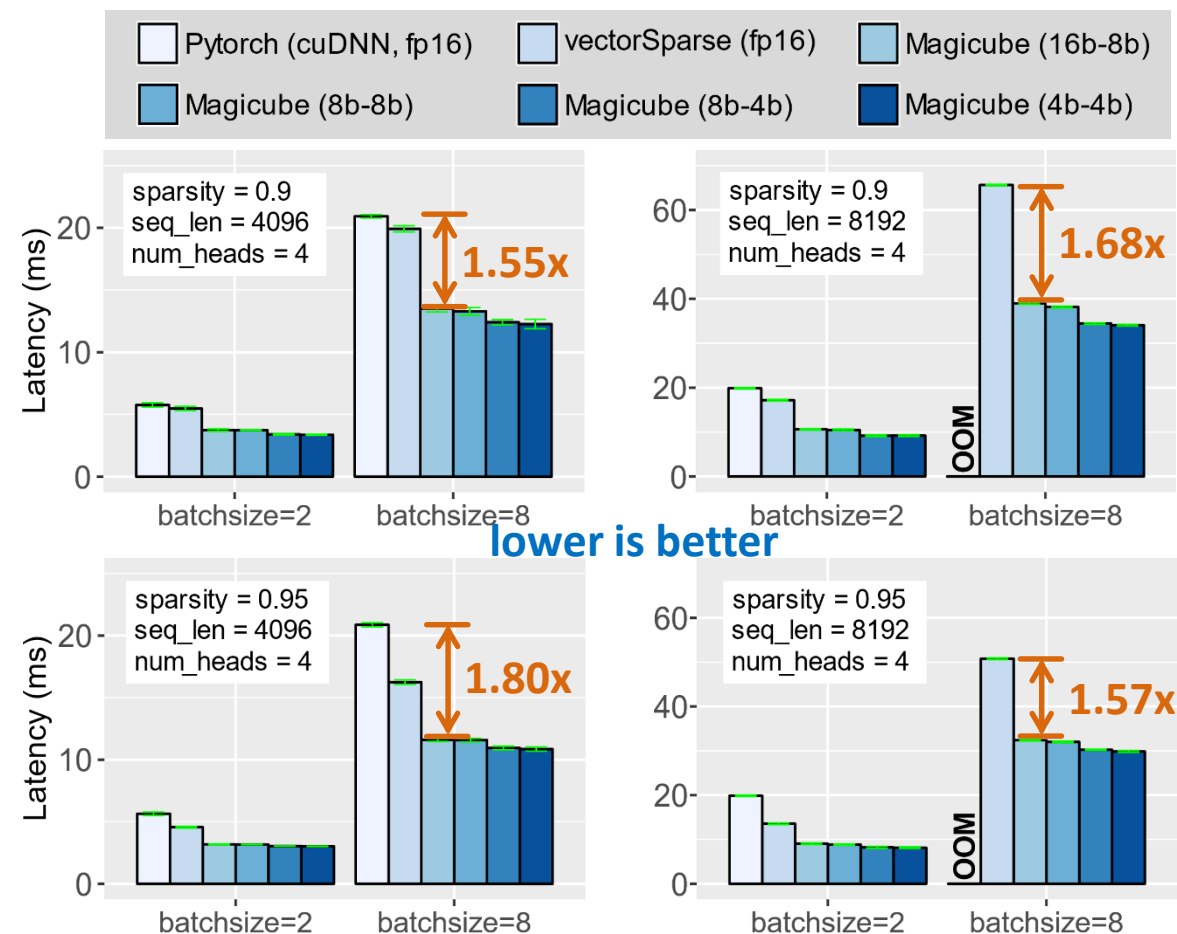 Pytorch (cuDNN, fp16) vectorSparse (fp16) Magicube (16b-8b)
Magicube (8b-8b) Magicube (8b-4b) Magicube (4b-4b)
Latency (ms)
20
10
0
sparsity = 0.9
seq_len = 4096
num_heads = 4
1.55x
batchsize=2 batchsize=8
60
40
20
0
sparsity = 0.9
seq_len = 8192
num_heads = 4
1.68x
OOM
batchsize=2 batchsize=8
lower is better
Latency (ms)
20
10
0
sparsity = 0.95
seq_len = 4096
num_heads = 4
1.80x
batchsize=2 batchsize=8
60
40
20
0
sparsity = 0.95
seq_len = 8192
num_heads = 4
1.57x
OOM
batchsize=2 batchsize=8